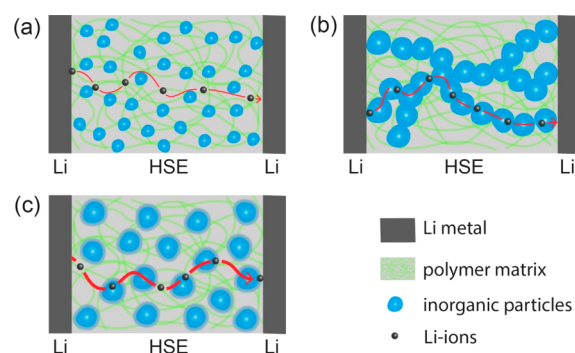 (a)
(b)
Li HSE Li
Li HSE Li
(c)
Li metal
polymer matrix
inorganic particles
Li-ions
Li HSE Li